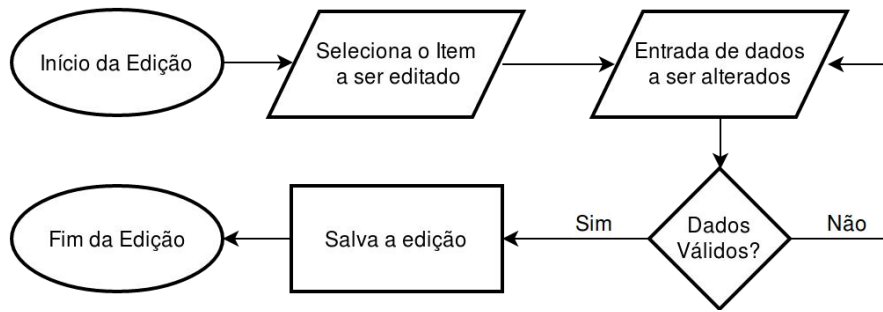 Início da Edição
Seleciona o Item
a ser editado
Entrada de dados
a ser alterados
Dados
Válidos?
Sim
Não
Salva a edição
Fim da Edição